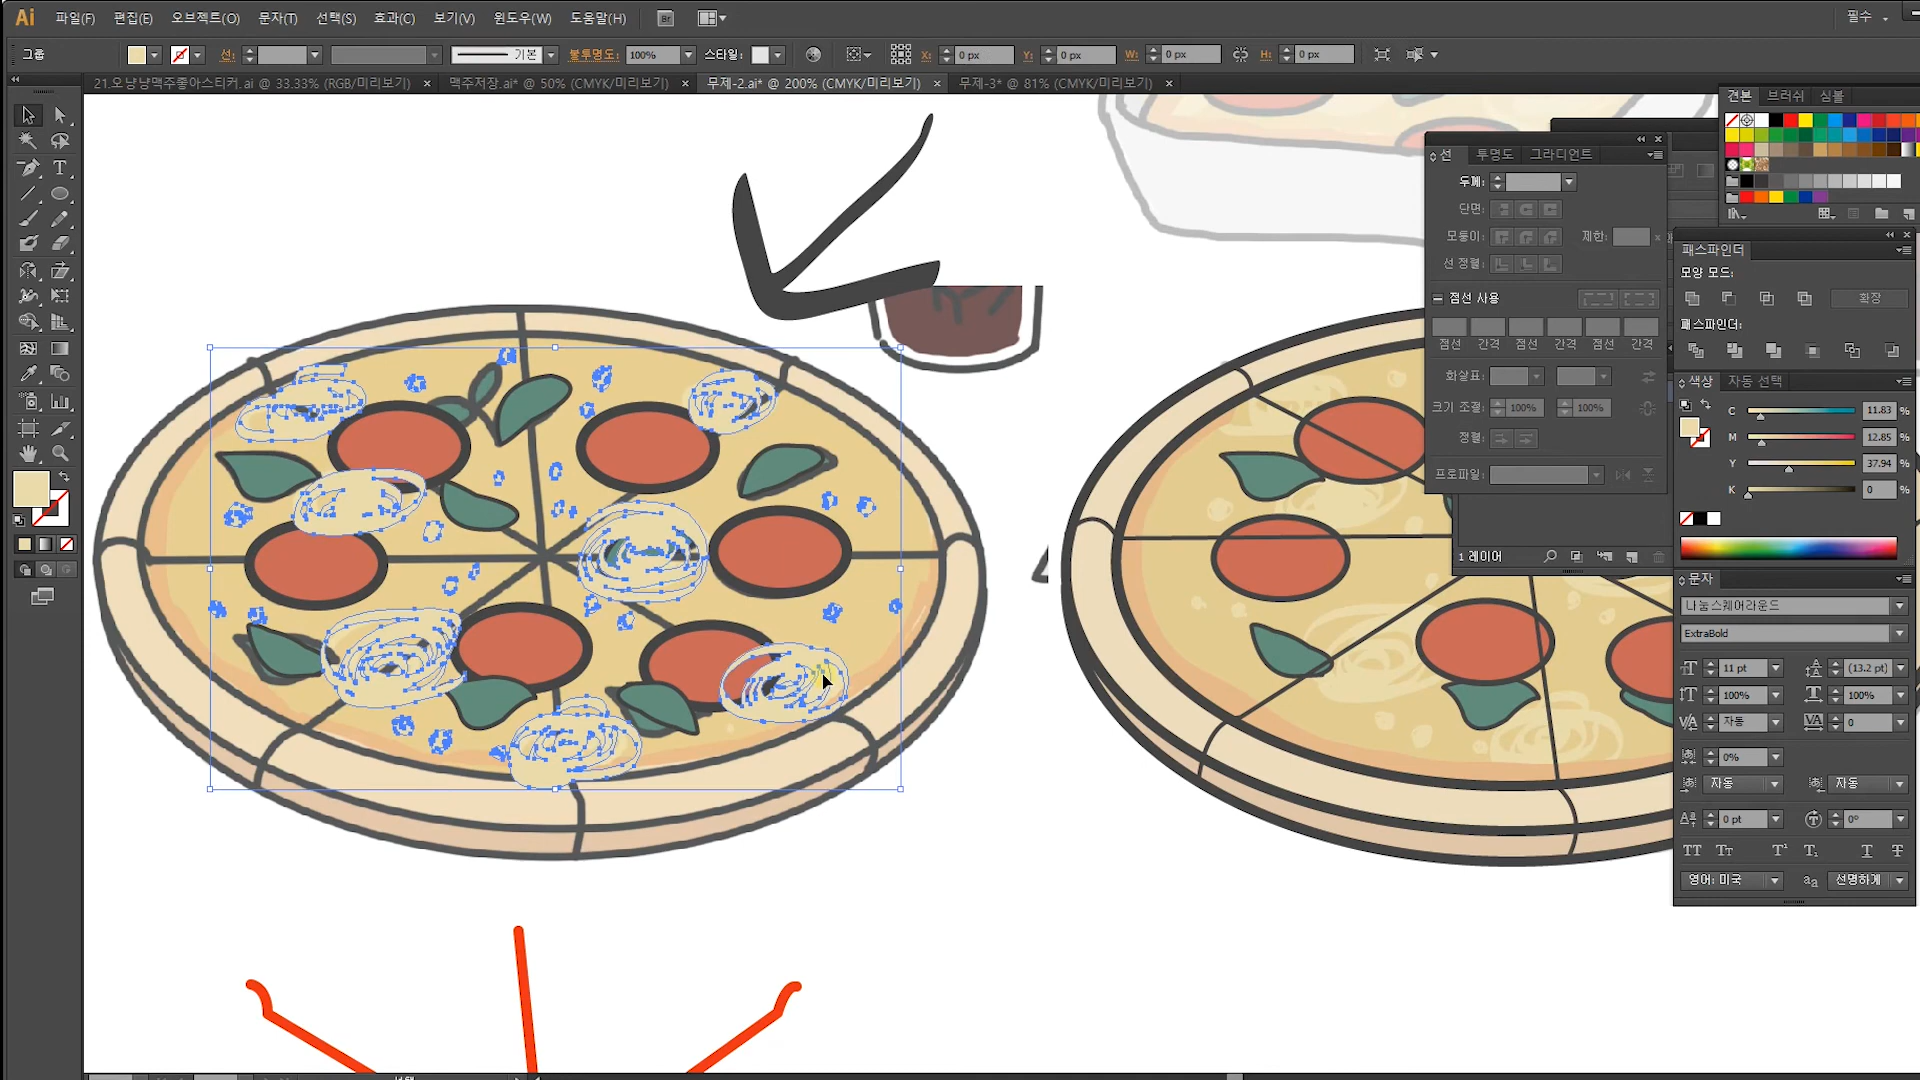 Ai 파일(F) 편집(E) 오브젝트(O) 문자(T) 선택(S) 효과(C) 보기(V) 윈도우(W) 도움말(H) Br 필수
그룹 선: 기본 불투명도: 100% 스타일: X: 0 px Y: 0 px W: 0 px H: 0 px
21.오냥냥맥주좋아스티커.ai @ 33.33% (RGB/미리보기) × 맥주저장.ai* @ 50% (CMYK/미리보기) × 무제-2.ai* @ 200% (CMYK/미리보기) × 무제-3* @ 81% (CMYK/미리보기) ×
견본 브러쉬 심볼
선 투명도 그라디언트
두께:
단면:
모퉁이: 제한: x
선 정렬:
점선 사용
점선 간격 점선 간격 점선 간격
화살표:
크기 조절: 100% 100%
정렬:
프로파일:
1 레이어
패스파인더
모양 모드:
확장
패스파인더:
색상 자동 선택
C 11.83 %
M 12.85 %
Y 37.94 %
K 0 %
문자
나눔스퀘어라운드
ExtraBold
11 pt (13.2 pt)
100% 100%
자동 0
0%
자동 자동
0 pt 0°
TT Tt T¹ T₁ T T
영어: 미국 aa 선명하게